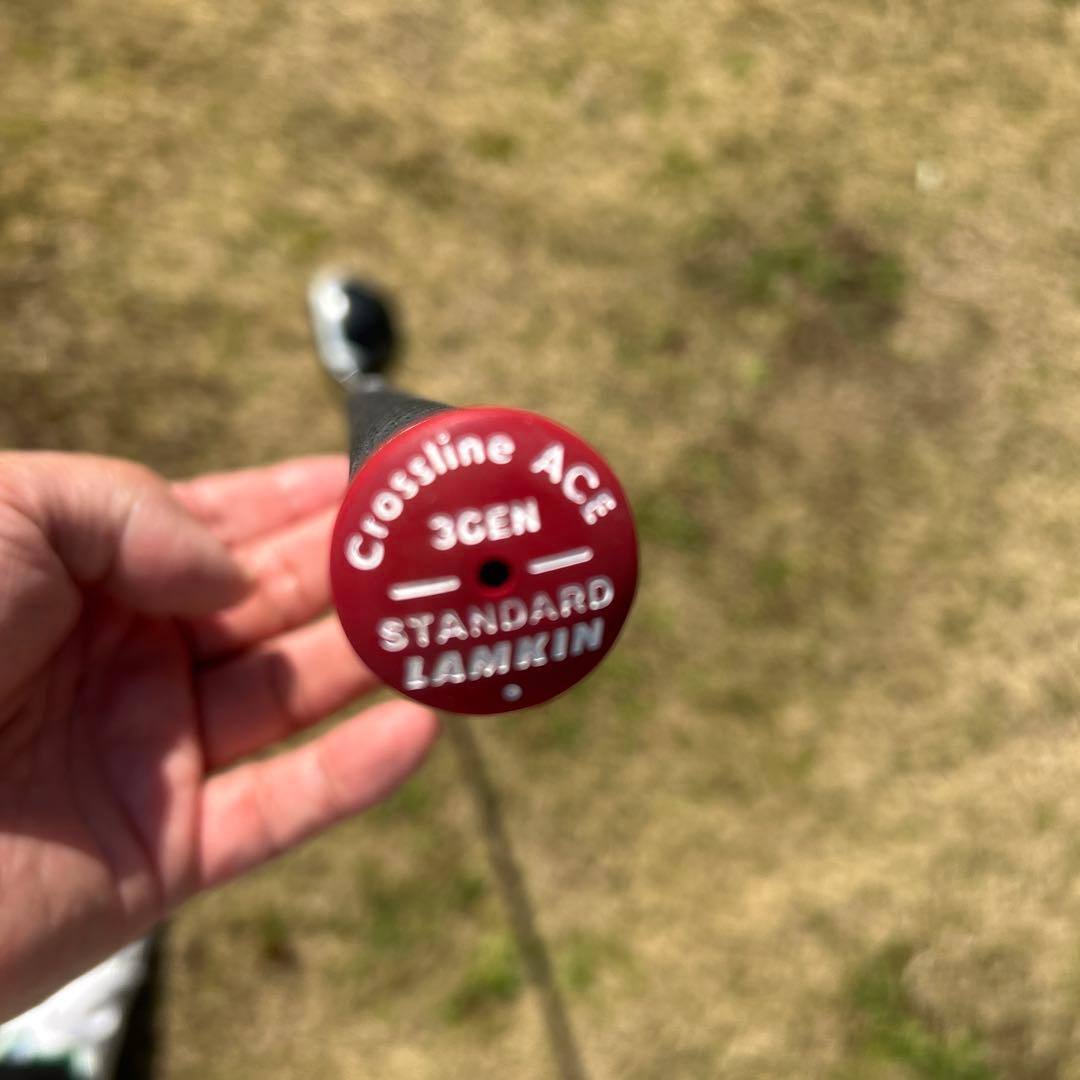 Crossline ACE
3GEN
STANDARD
LAMKIN